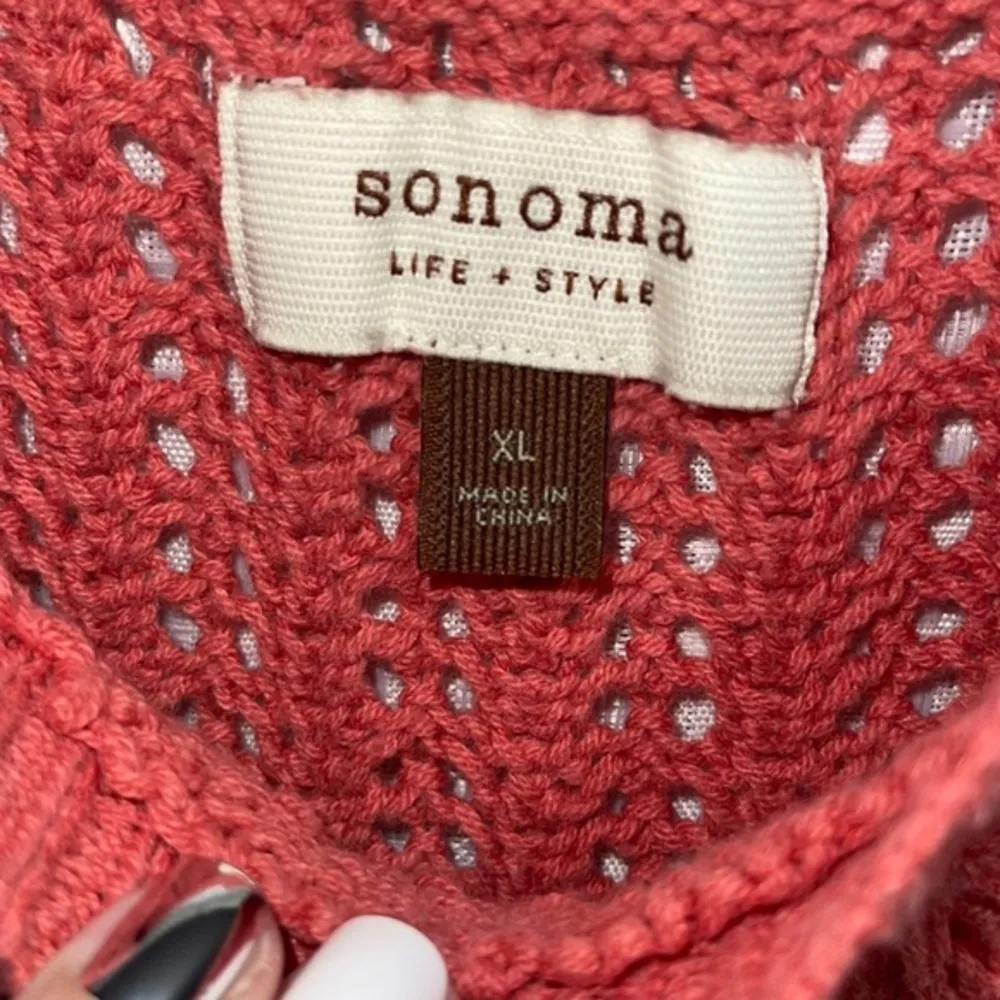 sonoma
LIFE + STYLE
XL
MADE IN
CHINA